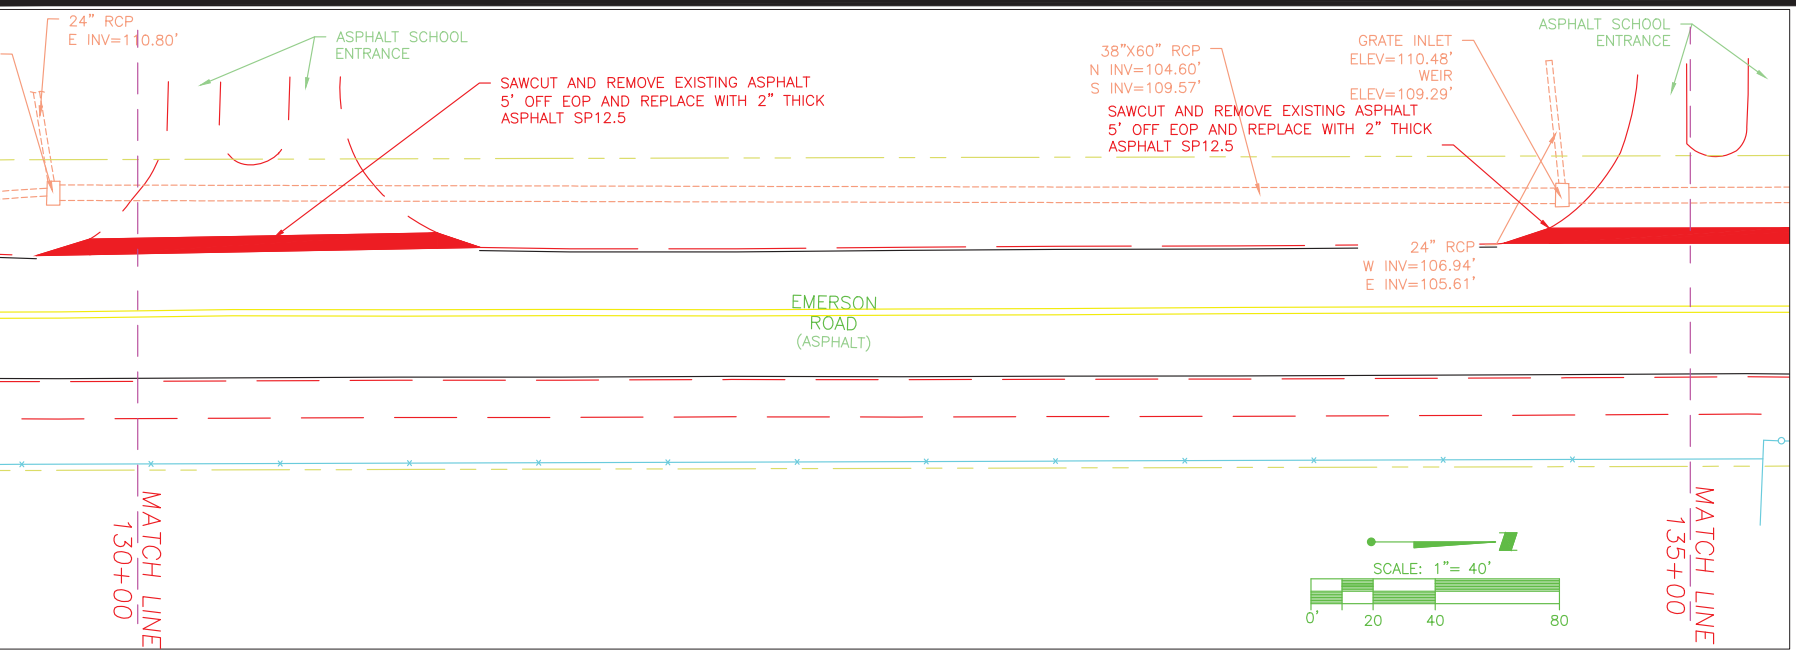 24" RCP
E INV=110.80'
ASPHALT SCHOOL
ENTRANCE
SAWCUT AND REMOVE EXISTING ASPHALT
5' OFF EOP AND REPLACE WITH 2" THICK
ASPHALT SP12.5
38"X60" RCP
N INV=104.60'
S INV=109.57'
GRATE INLET
ELEV=110.48'
WEIR
ELEV=109.29'
ASPHALT SCHOOL
ENTRANCE
SAWCUT AND REMOVE EXISTING ASPHALT
5' OFF EOP AND REPLACE WITH 2" THICK
ASPHALT SP12.5
24" RCP
W INV=106.94'
E INV=105.61'
EMERSON
ROAD
(ASPHALT)
MATCH LINE
130+00
SCALE: 1"= 40'
0' 20 40 80
MATCH LINE
135+00